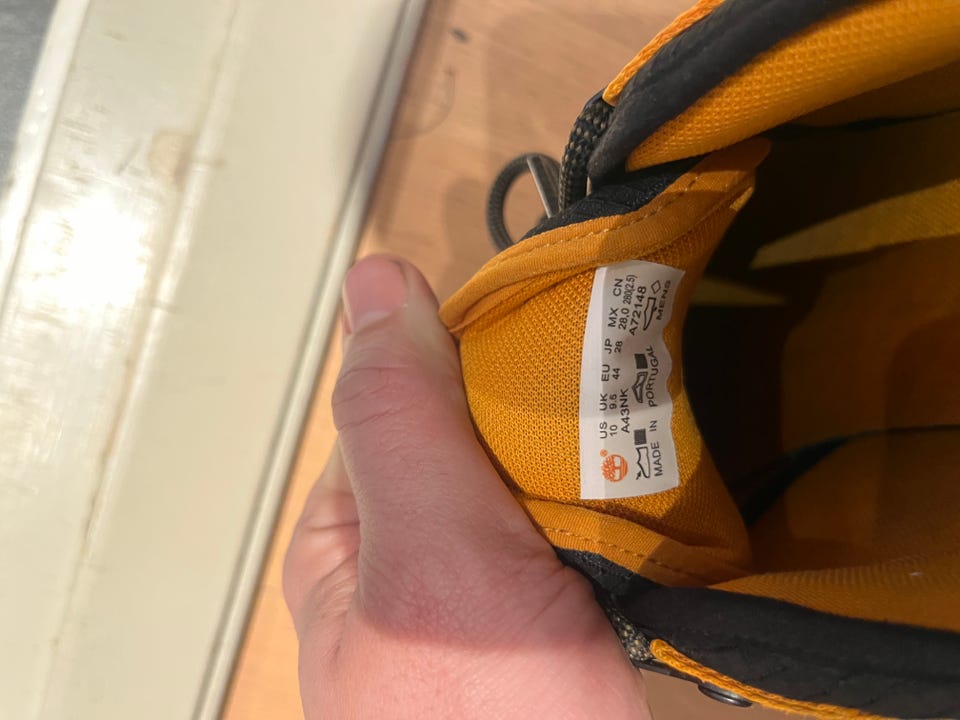 US UK EU JP MX CN
10 9.5 44 28 28.0 280(2.5)
A43NK A72148
MENS
MADE IN PORTUGAL